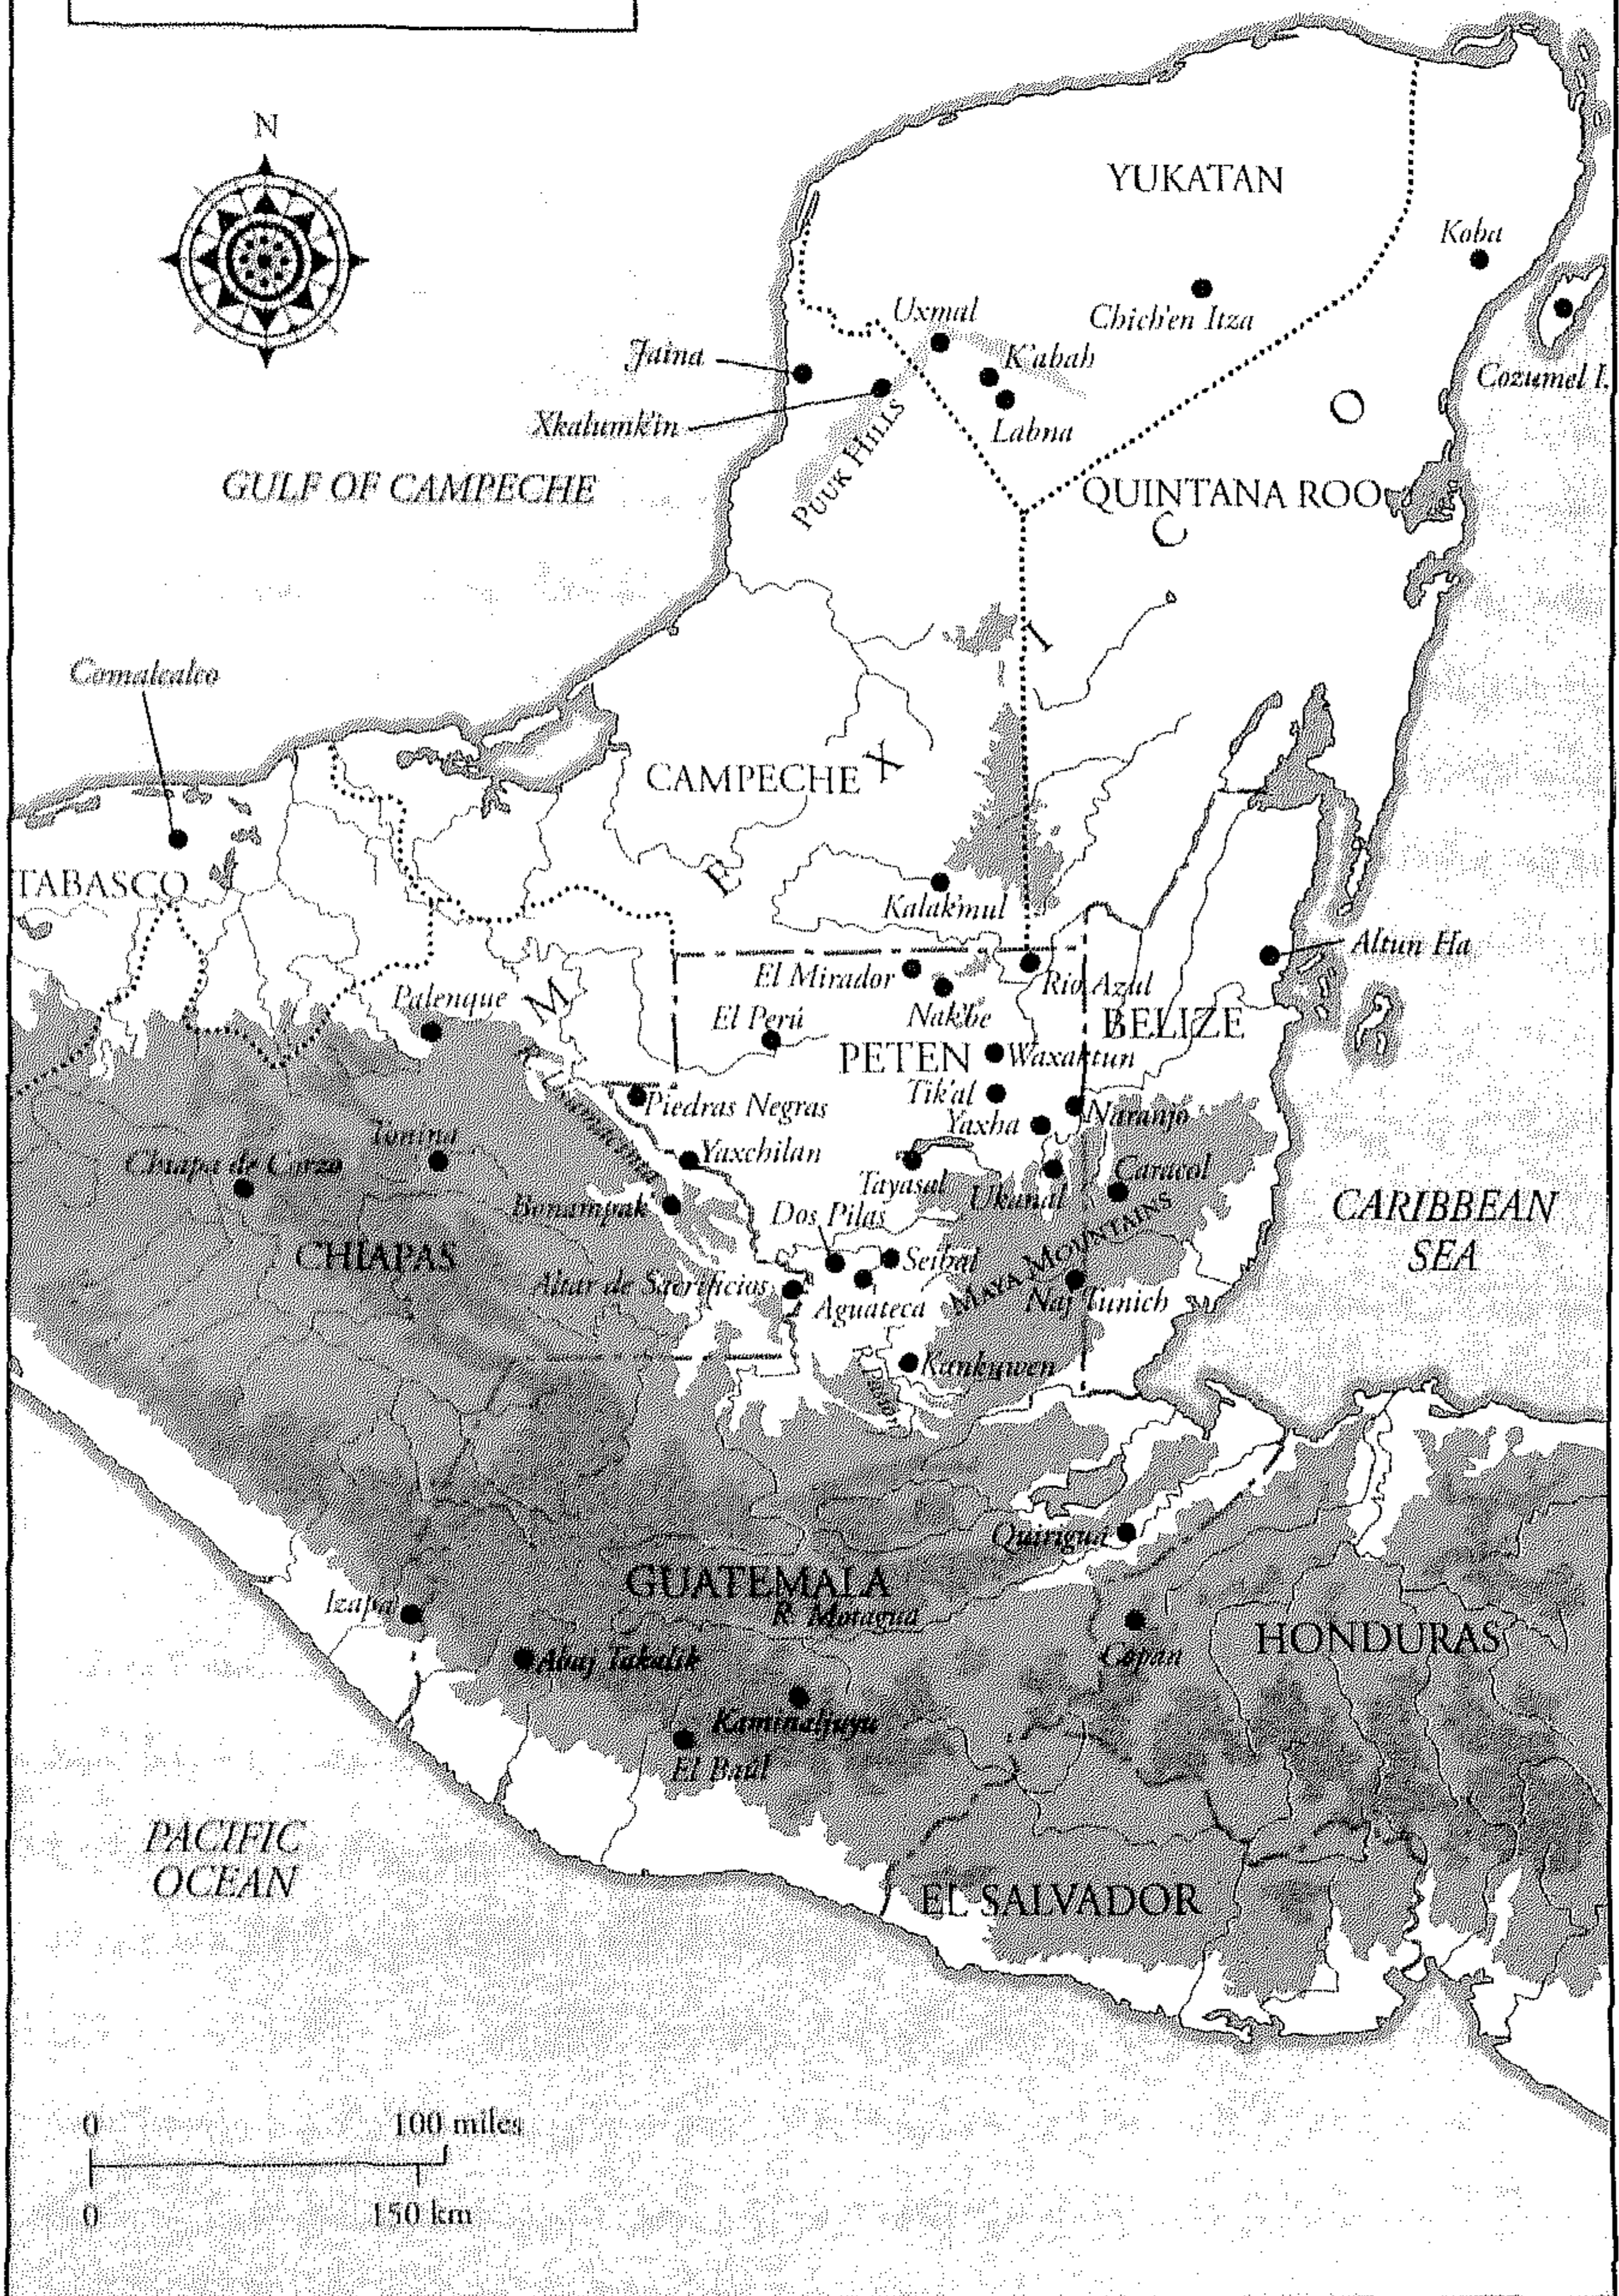 N
YUKATAN
Koba
Uxmal
Chich'en Itza
Jaina
K'abah
Cozumel I.
Xkalumk'in
Labna
PUUK HILLS
GULF OF CAMPECHE
QUINTANA ROO
MEXICO
Comalcalco
CAMPECHE
TABASCO
Kalak'mul
Altun Ha
El Mirador
Rio Azul
Palenque
El Perú
Nak'be
BELIZE
PETEN
Waxaktun
Tik'al
Piedras Negras
Yaxha
Naranjo
Tonina
Chiapa de Corzo
Yaxchilan
Tayasal
Ukanal
Caracol
Bonampak
Dos Pilas
CARIBBEAN
SEA
CHIAPAS
Seibal
MAYA MOUNTAINS
Altar de Sacrificios
Aguateca
Naj Tunich
Kankuwen
Quirigua
GUATEMALA
Izapa
R. Motagua
HONDURAS
Abaj Takalik
Copan
Kaminaljuyu
El Baúl
PACIFIC
OCEAN
EL SALVADOR
0 100 miles
0 150 km